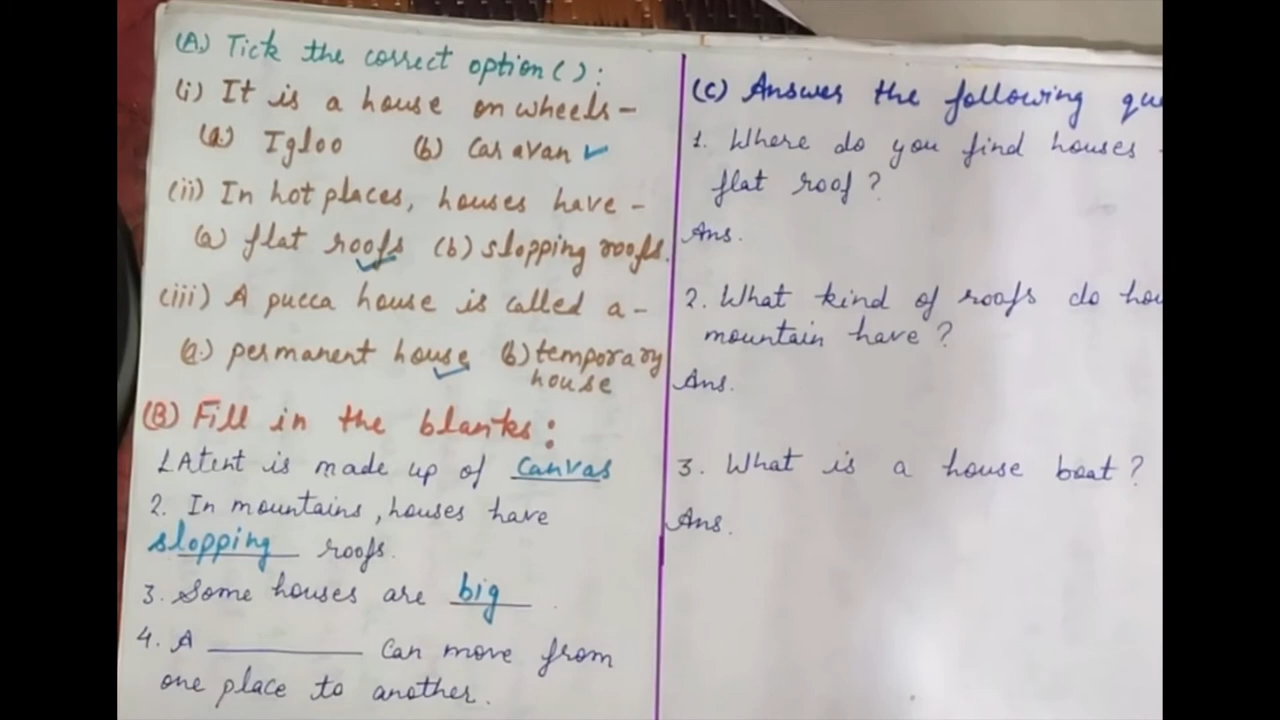 (A) Tick the correct option ( ) :
(i) It is a house on wheels -
(a) Igloo (b) Caravan ✓
(ii) In hot places, houses have -
(a) flat roofs (b) slopping roofs.
(iii) A pucca house is called a -
(a) permanent house (b) temporary
house
(B) Fill in the blanks :
1. A tent is made up of canvas
2. In mountains, houses have
slopping roofs.
3. Some houses are big .
4. A ________ can move from
one place to another.
(C) Answer the following
1. Where do you find houses
flat roof ?
Ans.
2. What kind of roofs do
mountain have ?
Ans.
3. What is a house boat ?
Ans.